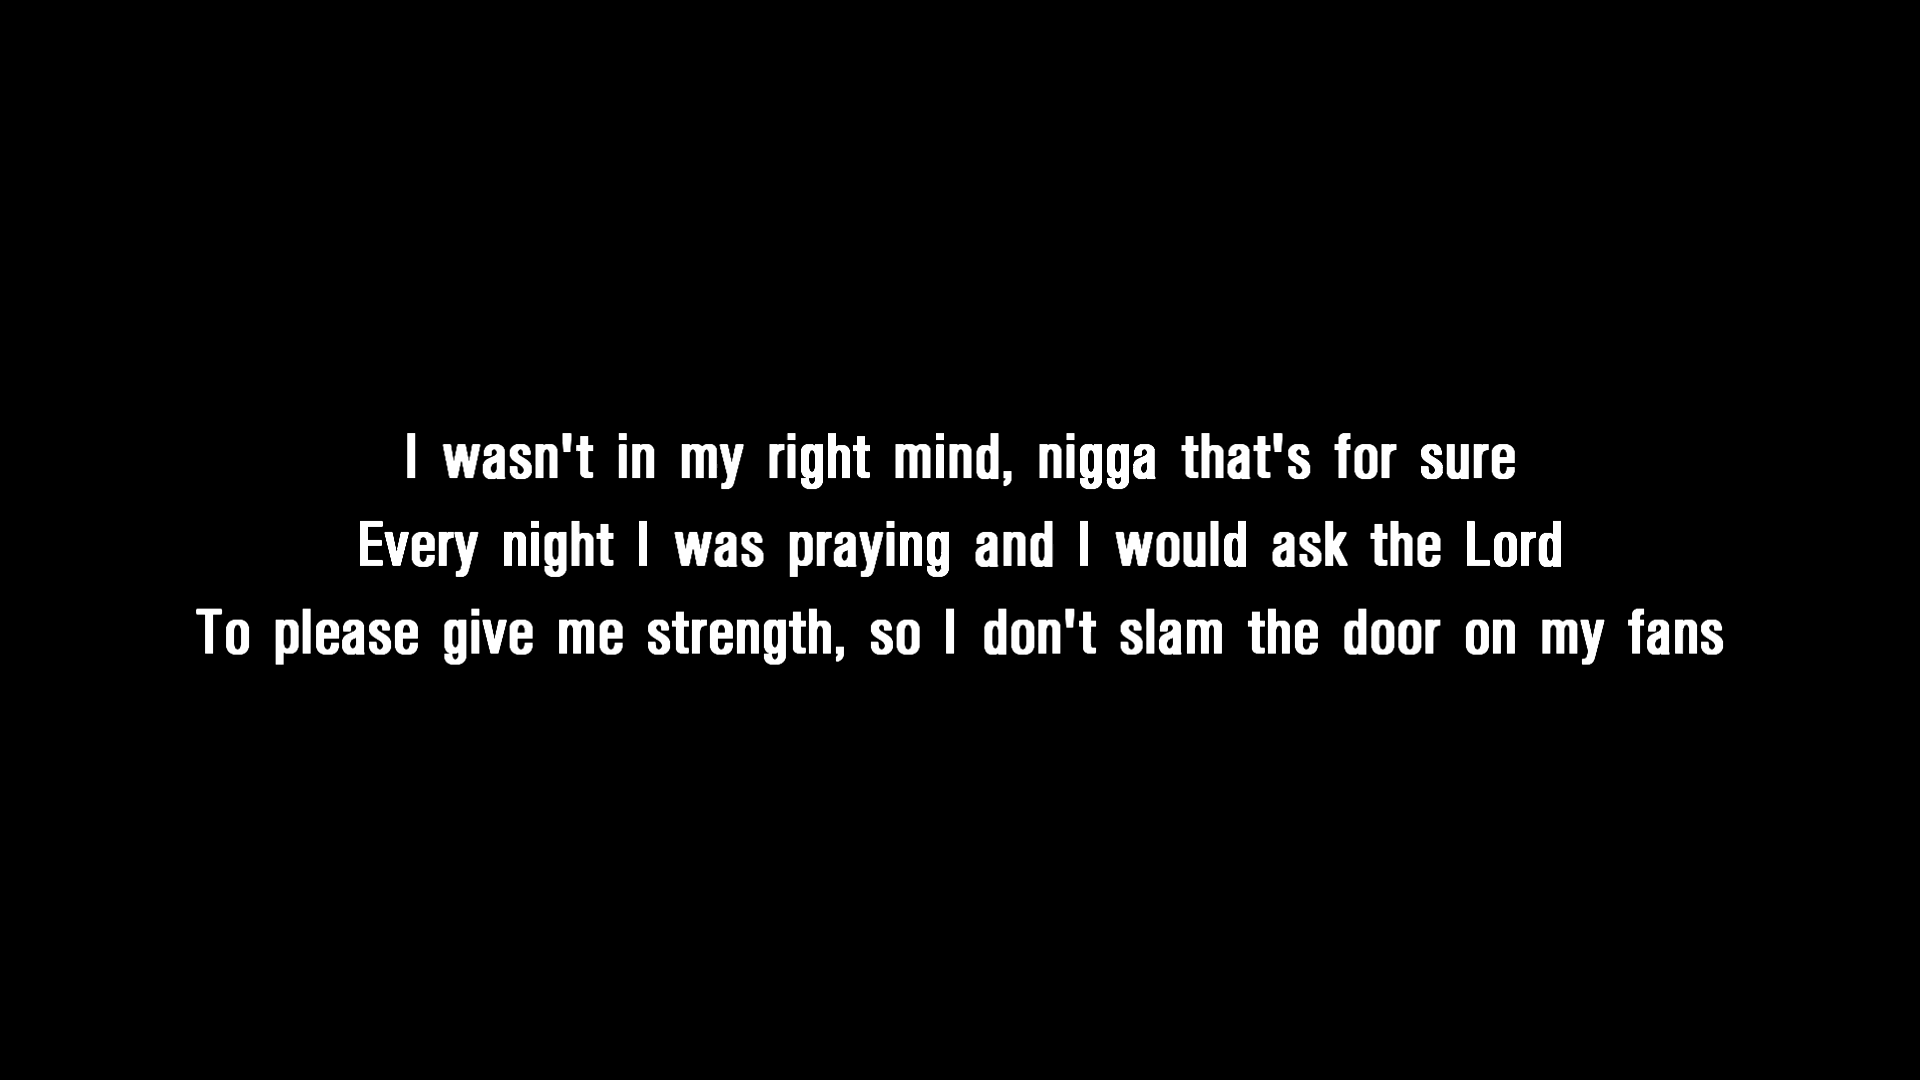 I wasn't in my right mind, nigga that's for sure
Every night I was praying and I would ask the Lord
To please give me strength, so I don't slam the door on my fans